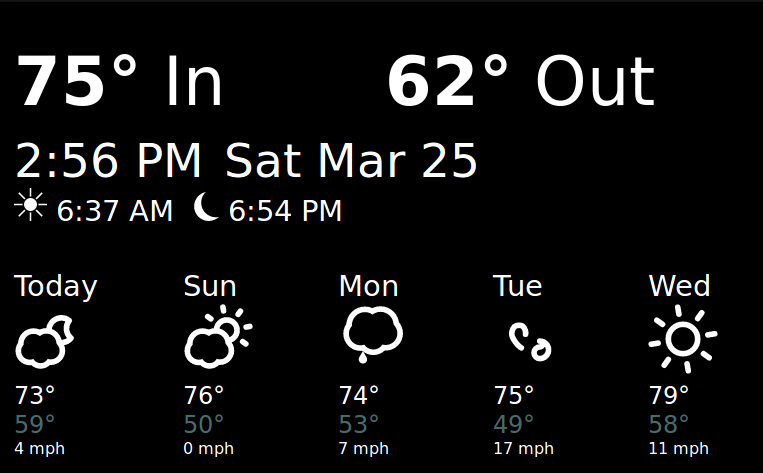 75° In 62° Out
2:56 PM Sat Mar 25
6:37 AM 6:54 PM
Today Sun Mon Tue Wed
73° 76° 74° 75° 79°
59° 50° 53° 49° 58°
4 mph 0 mph 7 mph 17 mph 11 mph